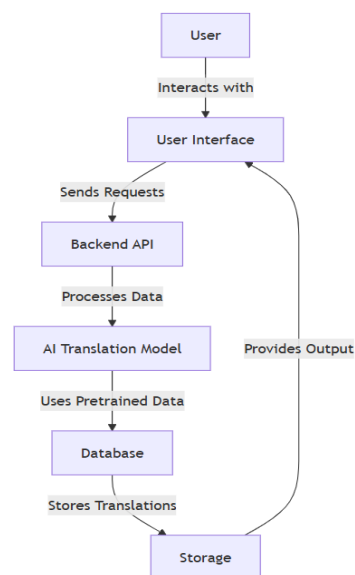 User
Interacts with
User Interface
Sends Requests
Backend API
Processes Data
AI Translation Model
Provides Output
Uses Pretrained Data
Database
Stores Translations
Storage